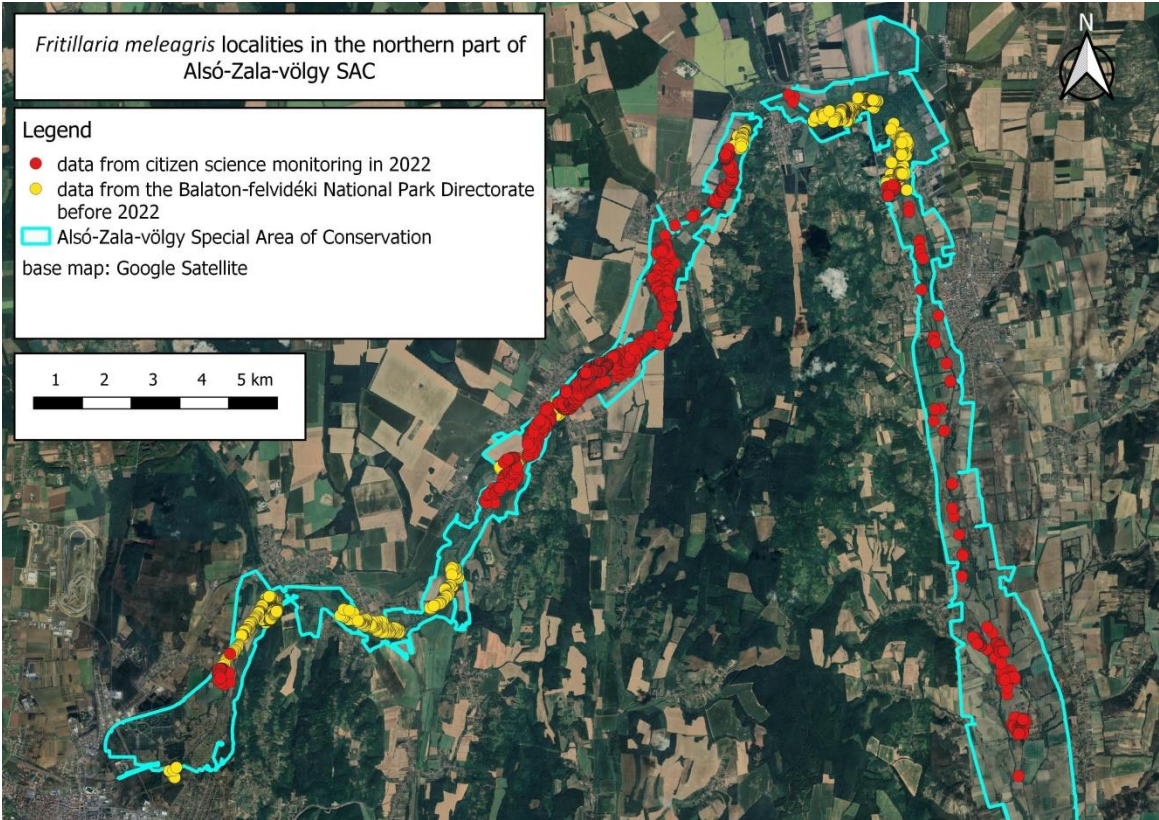 Fritillaria meleagris localities in the northern part of
Alsó-Zala-völgy SAC
N
Legend
data from citizen science monitoring in 2022
data from the Balaton-felvidéki National Park Directorate
before 2022
Alsó-Zala-völgy Special Area of Conservation
base map: Google Satellite
1 2 3 4 5 km